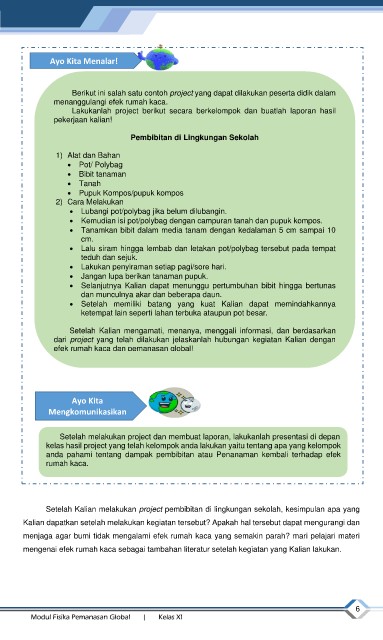 Ayo Kita Menalar!
Berikut ini salah satu contoh project yang dapat dilakukan peserta didik dalam
menanggulangi efek rumah kaca.
Lakukanlah project berikut secara berkelompok dan buatlah laporan hasil
pekerjaan kalian!
Pembibitan di Lingkungan Sekolah
1) Alat dan Bahan
• Pot/ Polybag
• Bibit tanaman
• Tanah
• Pupuk Kompos/pupuk kompos
2) Cara Melakukan
• Lubangi pot/polybag jika belum dilubangin.
• Kemudian isi pot/polybag dengan campuran tanah dan pupuk kompos.
• Tanamkan bibit dalam media tanam dengan kedalaman 5 cm sampai 10
cm.
• Lalu siram hingga lembab dan letakan pot/polybag tersebut pada tempat
teduh dan sejuk.
• Lakukan penyiraman setiap pagi/sore hari.
• Jangan lupa berikan tanaman pupuk.
• Selanjutnya Kalian dapat menunggu pertumbuhan bibit hingga bertunas
dan munculnya akar dan beberapa daun.
• Setelah memiliki batang yang kuat Kalian dapat memindahkannya
ketempat lain seperti lahan terbuka ataupun pot besar.
Setelah Kalian mengamati, menanya, menggali informasi, dan berdasarkan
dari project yang telah dilakukan jelaskanlah hubungan kegiatan Kalian dengan
efek rumah kaca dan pemanasan global!
Ayo Kita
Mengkomunikasikan
Setelah melakukan project dan membuat laporan, lakukanlah presentasi di depan
kelas hasil project yang telah kelompok anda lakukan yaitu tentang apa yang kelompok
anda pahami tentang dampak pembibitan atau Penanaman kembali terhadap efek
rumah kaca.
Setelah Kalian melakukan project pembibitan di lingkungan sekolah, kesimpulan apa yang
Kalian dapatkan setelah melakukan kegiatan tersebut? Apakah hal tersebut dapat mengurangi dan
menjaga agar bumi tidak mengalami efek rumah kaca yang semakin parah? mari pelajari materi
mengenai efek rumah kaca sebagai tambahan literatur setelah kegiatan yang Kalian lakukan.
6
Modul Fisika Pemanasan Global | Kelas XI